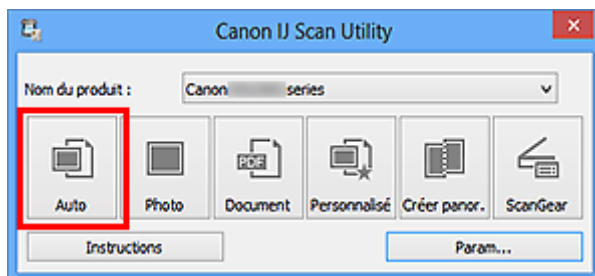 Canon IJ Scan Utility
Nom du produit : Canon series
Auto Photo Document Personnalisé Créer panor. ScanGear
PDF
Instructions Param...